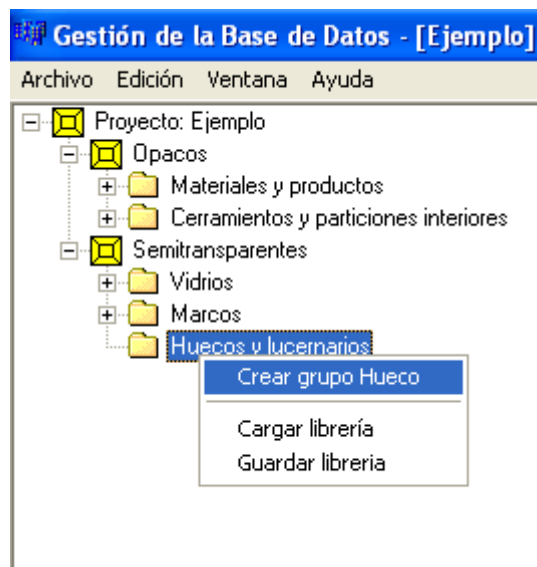 Gestión de la Base de Datos - [Ejemplo]
Archivo Edición Ventana Ayuda
Proyecto: Ejemplo
Opacos
Materiales y productos
Cerramientos y particiones interiores
Semitransparentes
Vidrios
Marcos
Huecos y lucernarios
Crear grupo Hueco
Cargar librería
Guardar libreria